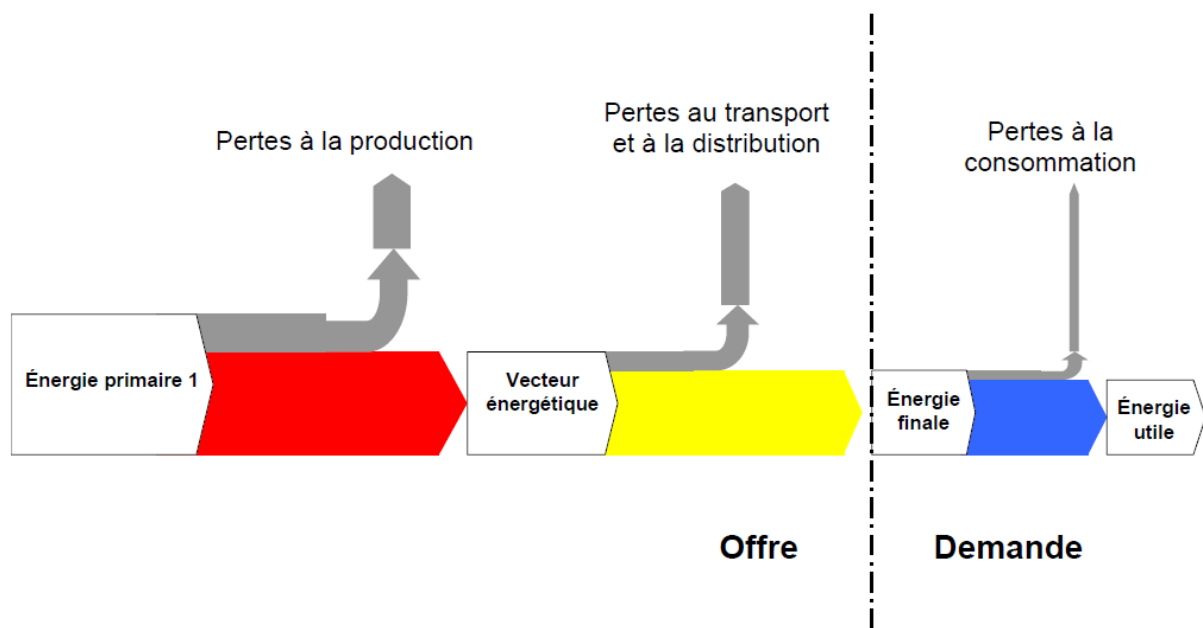 Pertes à la production
Pertes au transport
et à la distribution
Pertes à la
consommation
Énergie primaire 1
Vecteur
énergétique
Énergie
finale
Énergie
utile
Offre
Demande